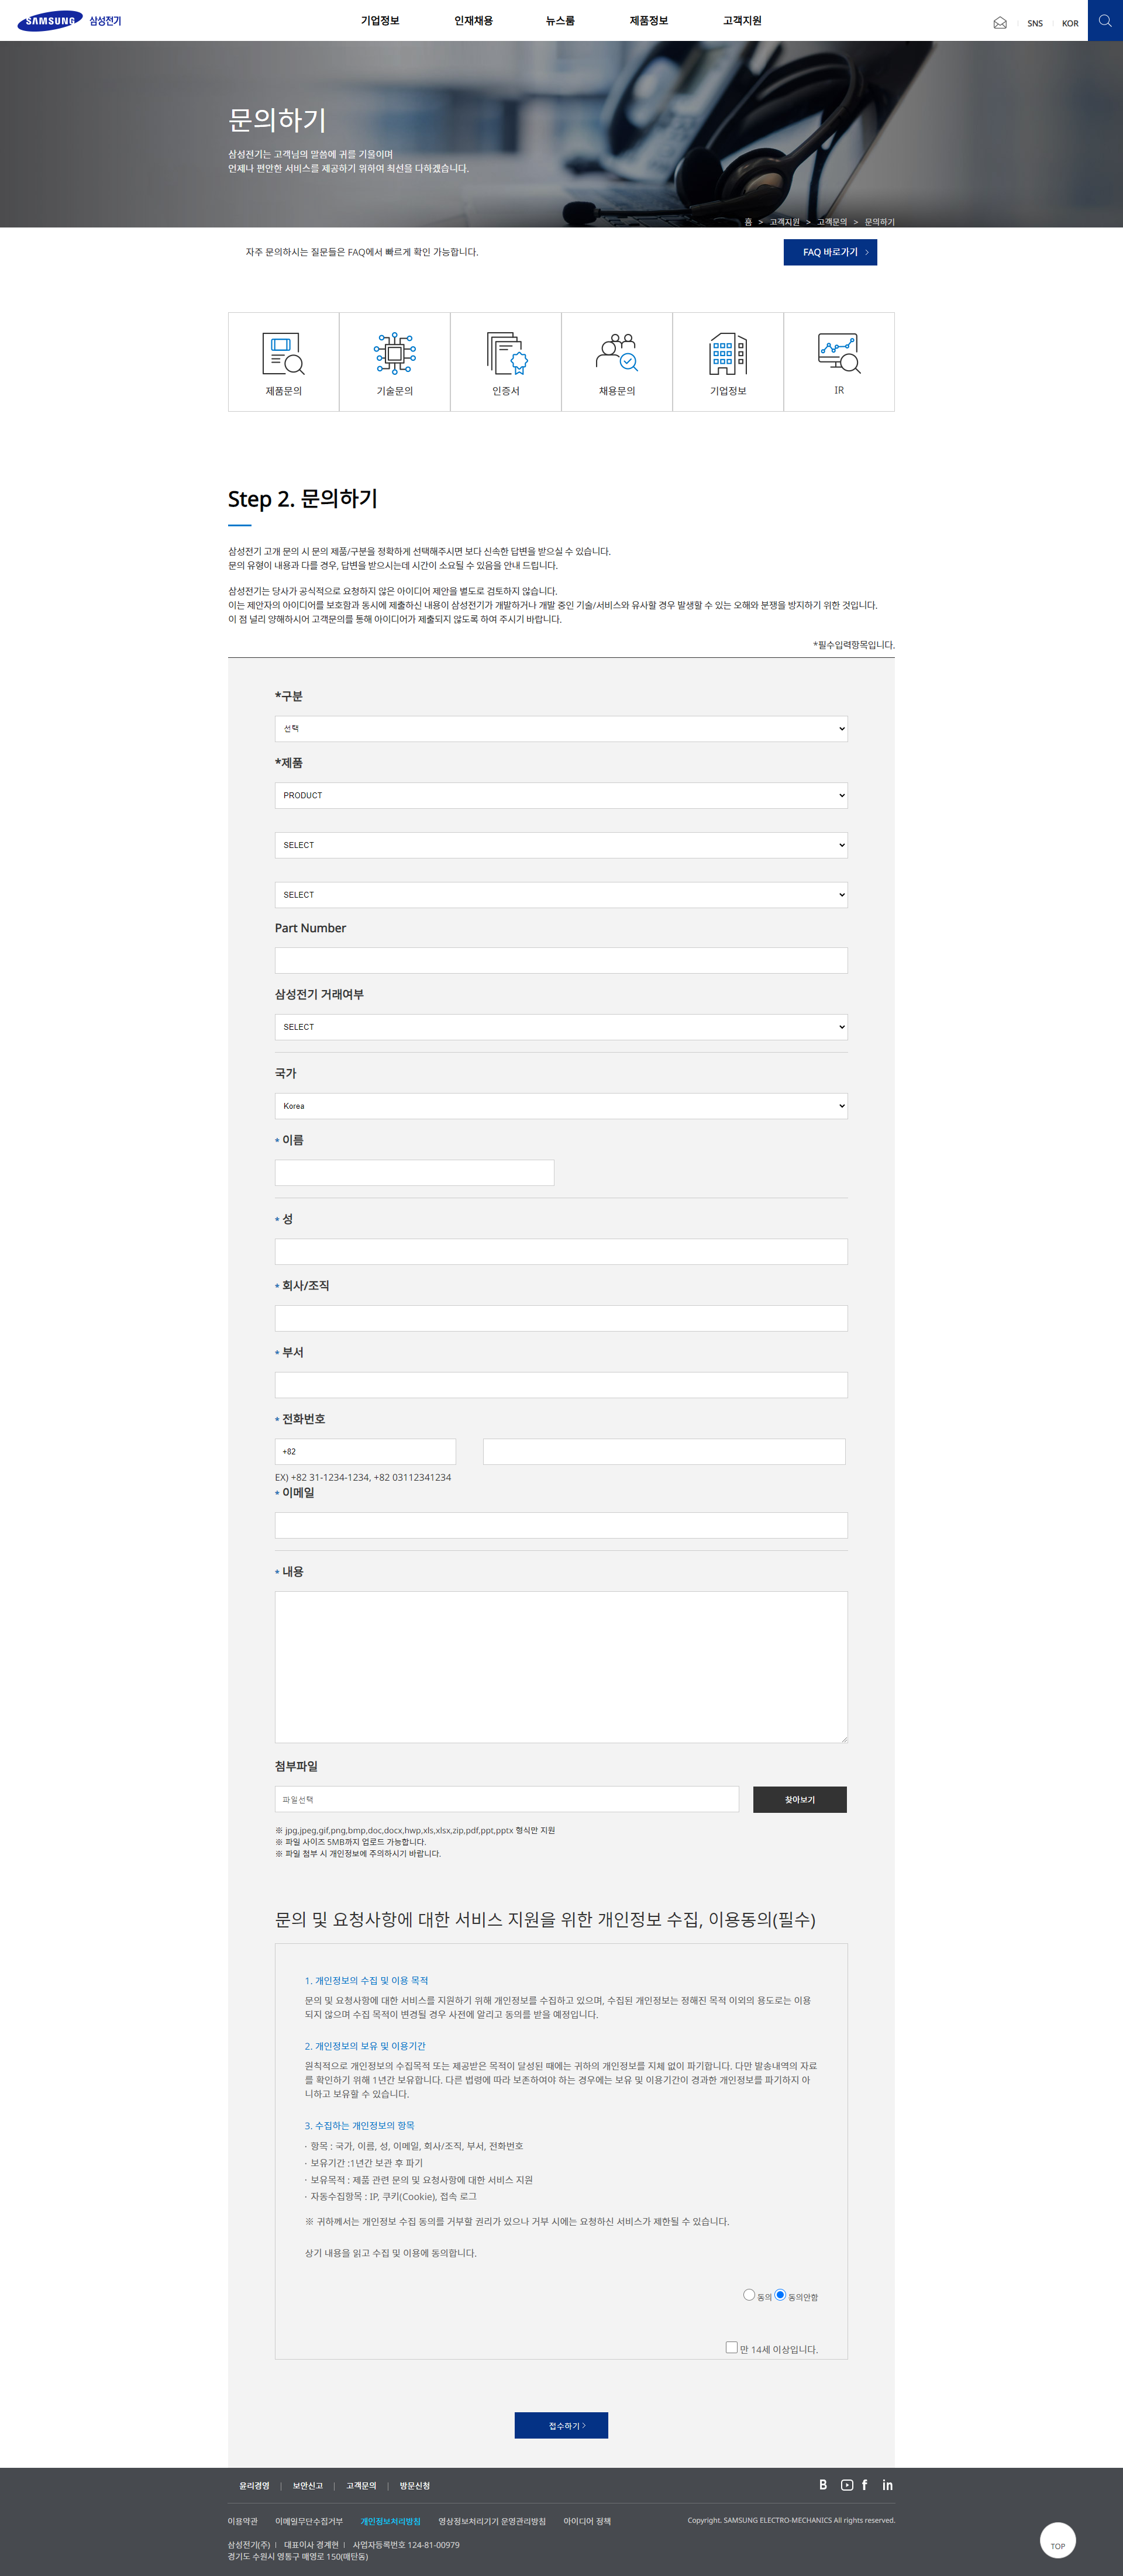 SAMSUNG 삼성전기
기업정보 인재채용 뉴스룸 제품정보 고객지원
SNS KOR
문의하기
삼성전기는 고객님의 말씀에 귀를 기울이며
언제나 편안한 서비스를 제공하기 위하여 최선을 다하겠습니다.
홈 > 고객지원 > 고객문의 > 문의하기
자주 문의하시는 질문들은 FAQ에서 빠르게 확인 가능합니다.
FAQ 바로가기 >
제품문의 기술문의 인증서 채용문의 기업정보 IR
Step 2. 문의하기
삼성전기 고개 문의 시 문의 제품/구분을 정확하게 선택해주시면 보다 신속한 답변을 받으실 수 있습니다.
문의 유형이 내용과 다를 경우, 답변을 받으시는데 시간이 소요될 수 있음을 안내 드립니다.
삼성전기는 당사가 공식적으로 요청하지 않은 아이디어 제안을 별도로 검토하지 않습니다.
이는 제안자의 아이디어를 보호함과 동시에 제출하신 내용이 삼성전기가 개발하거나 개발 중인 기술/서비스와 유사할 경우 발생할 수 있는 오해와 분쟁을 방지하기 위한 것입니다.
이 점 널리 양해하시어 고객문의를 통해 아이디어가 제출되지 않도록 하여 주시기 바랍니다.
*필수입력항목입니다.
*구분
선택
*제품
PRODUCT
SELECT
SELECT
Part Number
삼성전기 거래여부
SELECT
국가
Korea
* 이름
* 성
* 회사/조직
* 부서
* 전화번호
+82
EX) +82 31-1234-1234, +82 03112341234
* 이메일
* 내용
첨부파일
파일선택
찾아보기
※ jpg,jpeg,gif,png,bmp,doc,docx,hwp,xls,xlsx,zip,pdf,ppt,pptx 형식만 지원
※ 파일 사이즈 5MB까지 업로드 가능합니다.
※ 파일 첨부 시 개인정보에 주의하시기 바랍니다.
문의 및 요청사항에 대한 서비스 지원을 위한 개인정보 수집, 이용동의(필수)
1. 개인정보의 수집 및 이용 목적
문의 및 요청사항에 대한 서비스를 지원하기 위해 개인정보를 수집하고 있으며, 수집된 개인정보는 정해진 목적 이외의 용도로는 이용
되지 않으며 수집 목적이 변경될 경우 사전에 알리고 동의를 받을 예정입니다.
2. 개인정보의 보유 및 이용기간
원칙적으로 개인정보의 수집목적 또는 제공받은 목적이 달성된 때에는 귀하의 개인정보를 지체 없이 파기합니다. 다만 발송내역의 자료
를 확인하기 위해 1년간 보유합니다. 다른 법령에 따라 보존하여야 하는 경우에는 보유 및 이용기간이 경과한 개인정보를 파기하지 아
니하고 보유할 수 있습니다.
3. 수집하는 개인정보의 항목
· 항목 : 국가, 이름, 성, 이메일, 회사/조직, 부서, 전화번호
· 보유기간 :1년간 보관 후 파기
· 보유목적 : 제품 관련 문의 및 요청사항에 대한 서비스 지원
· 자동수집항목 : IP, 쿠키(Cookie), 접속 로그
※ 귀하께서는 개인정보 수집 동의를 거부할 권리가 있으나 거부 시에는 요청하신 서비스가 제한될 수 있습니다.
상기 내용을 읽고 수집 및 이용에 동의합니다.
동의 동의안함
만 14세 이상입니다.
접수하기 >
윤리경영 | 보안신고 | 고객문의 | 방문신청
이용약관 이메일무단수집거부 개인정보처리방침 영상정보처리기기 운영관리방침 아이디어 정책
Copyright. SAMSUNG ELECTRO-MECHANICS All rights reserved.
삼성전기(주) | 대표이사 경계현 | 사업자등록번호 124-81-00979
경기도 수원시 영통구 매영로 150(매탄동)
TOP